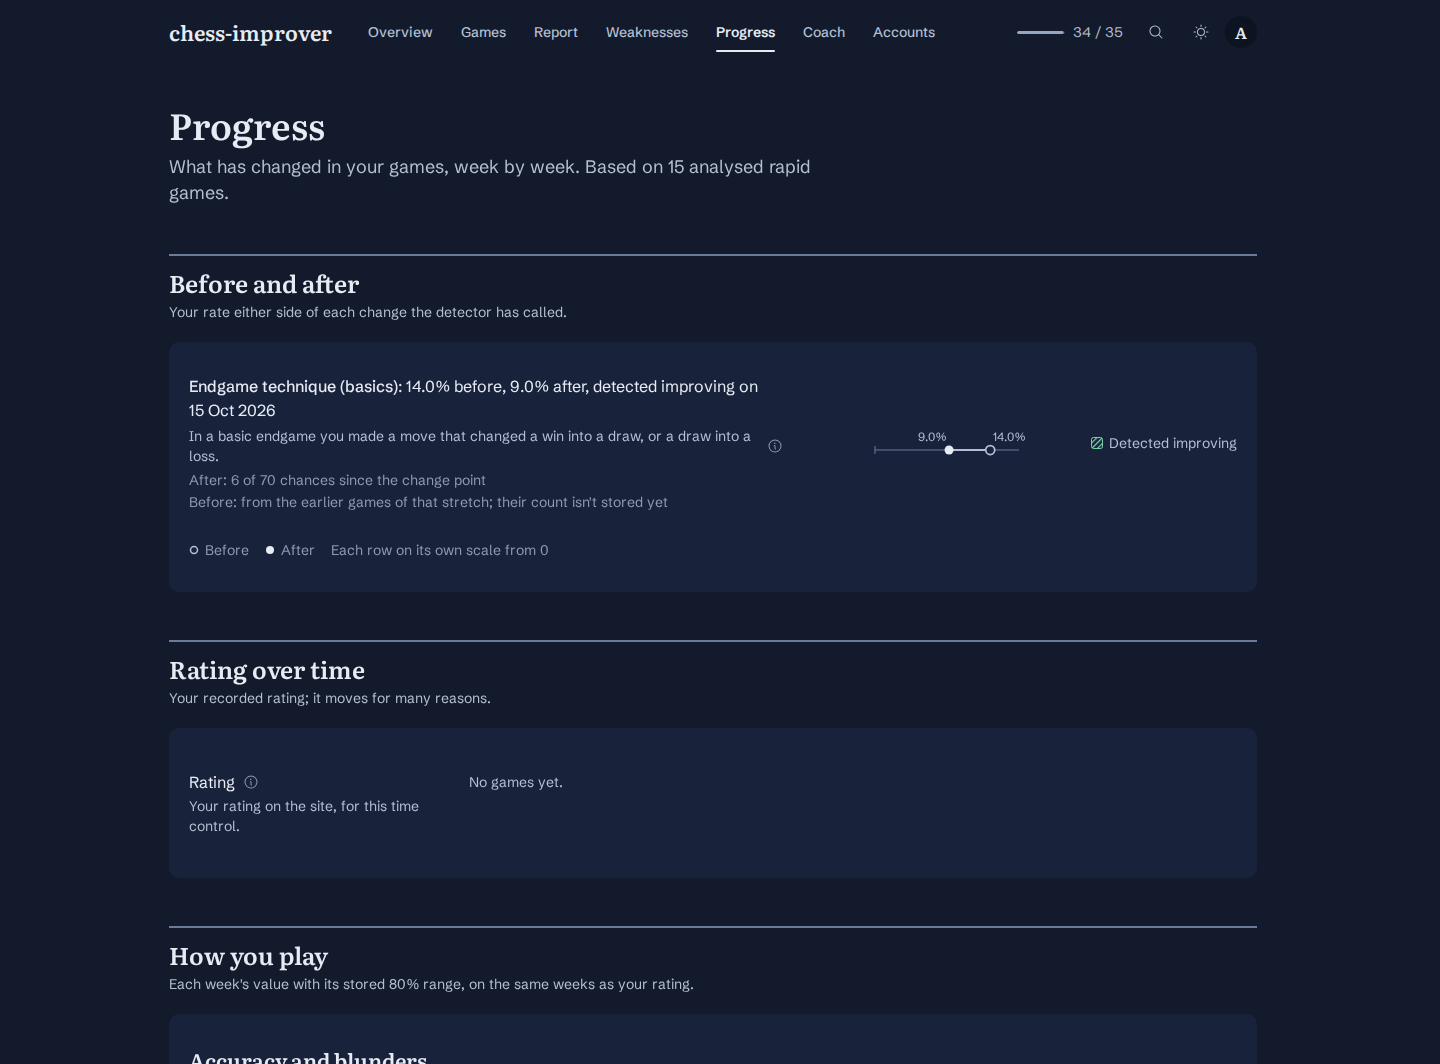 chess-improver Overview Games Report Weaknesses Progress Coach Accounts 34 / 35 A
Progress
What has changed in your games, week by week. Based on 15 analysed rapid
games.
Before and after
Your rate either side of each change the detector has called.
Endgame technique (basics): 14.0% before, 9.0% after, detected improving on
15 Oct 2026
In a basic endgame you made a move that changed a win into a draw, or a draw into a
loss.
After: 6 of 70 chances since the change point
Before: from the earlier games of that stretch; their count isn't stored yet
9.0% 14.0%
Detected improving
Before After Each row on its own scale from 0
Rating over time
Your recorded rating; it moves for many reasons.
Rating
Your rating on the site, for this time
control.
No games yet.
How you play
Each week's value with its stored 80% range, on the same weeks as your rating.
Accuracy and blunders